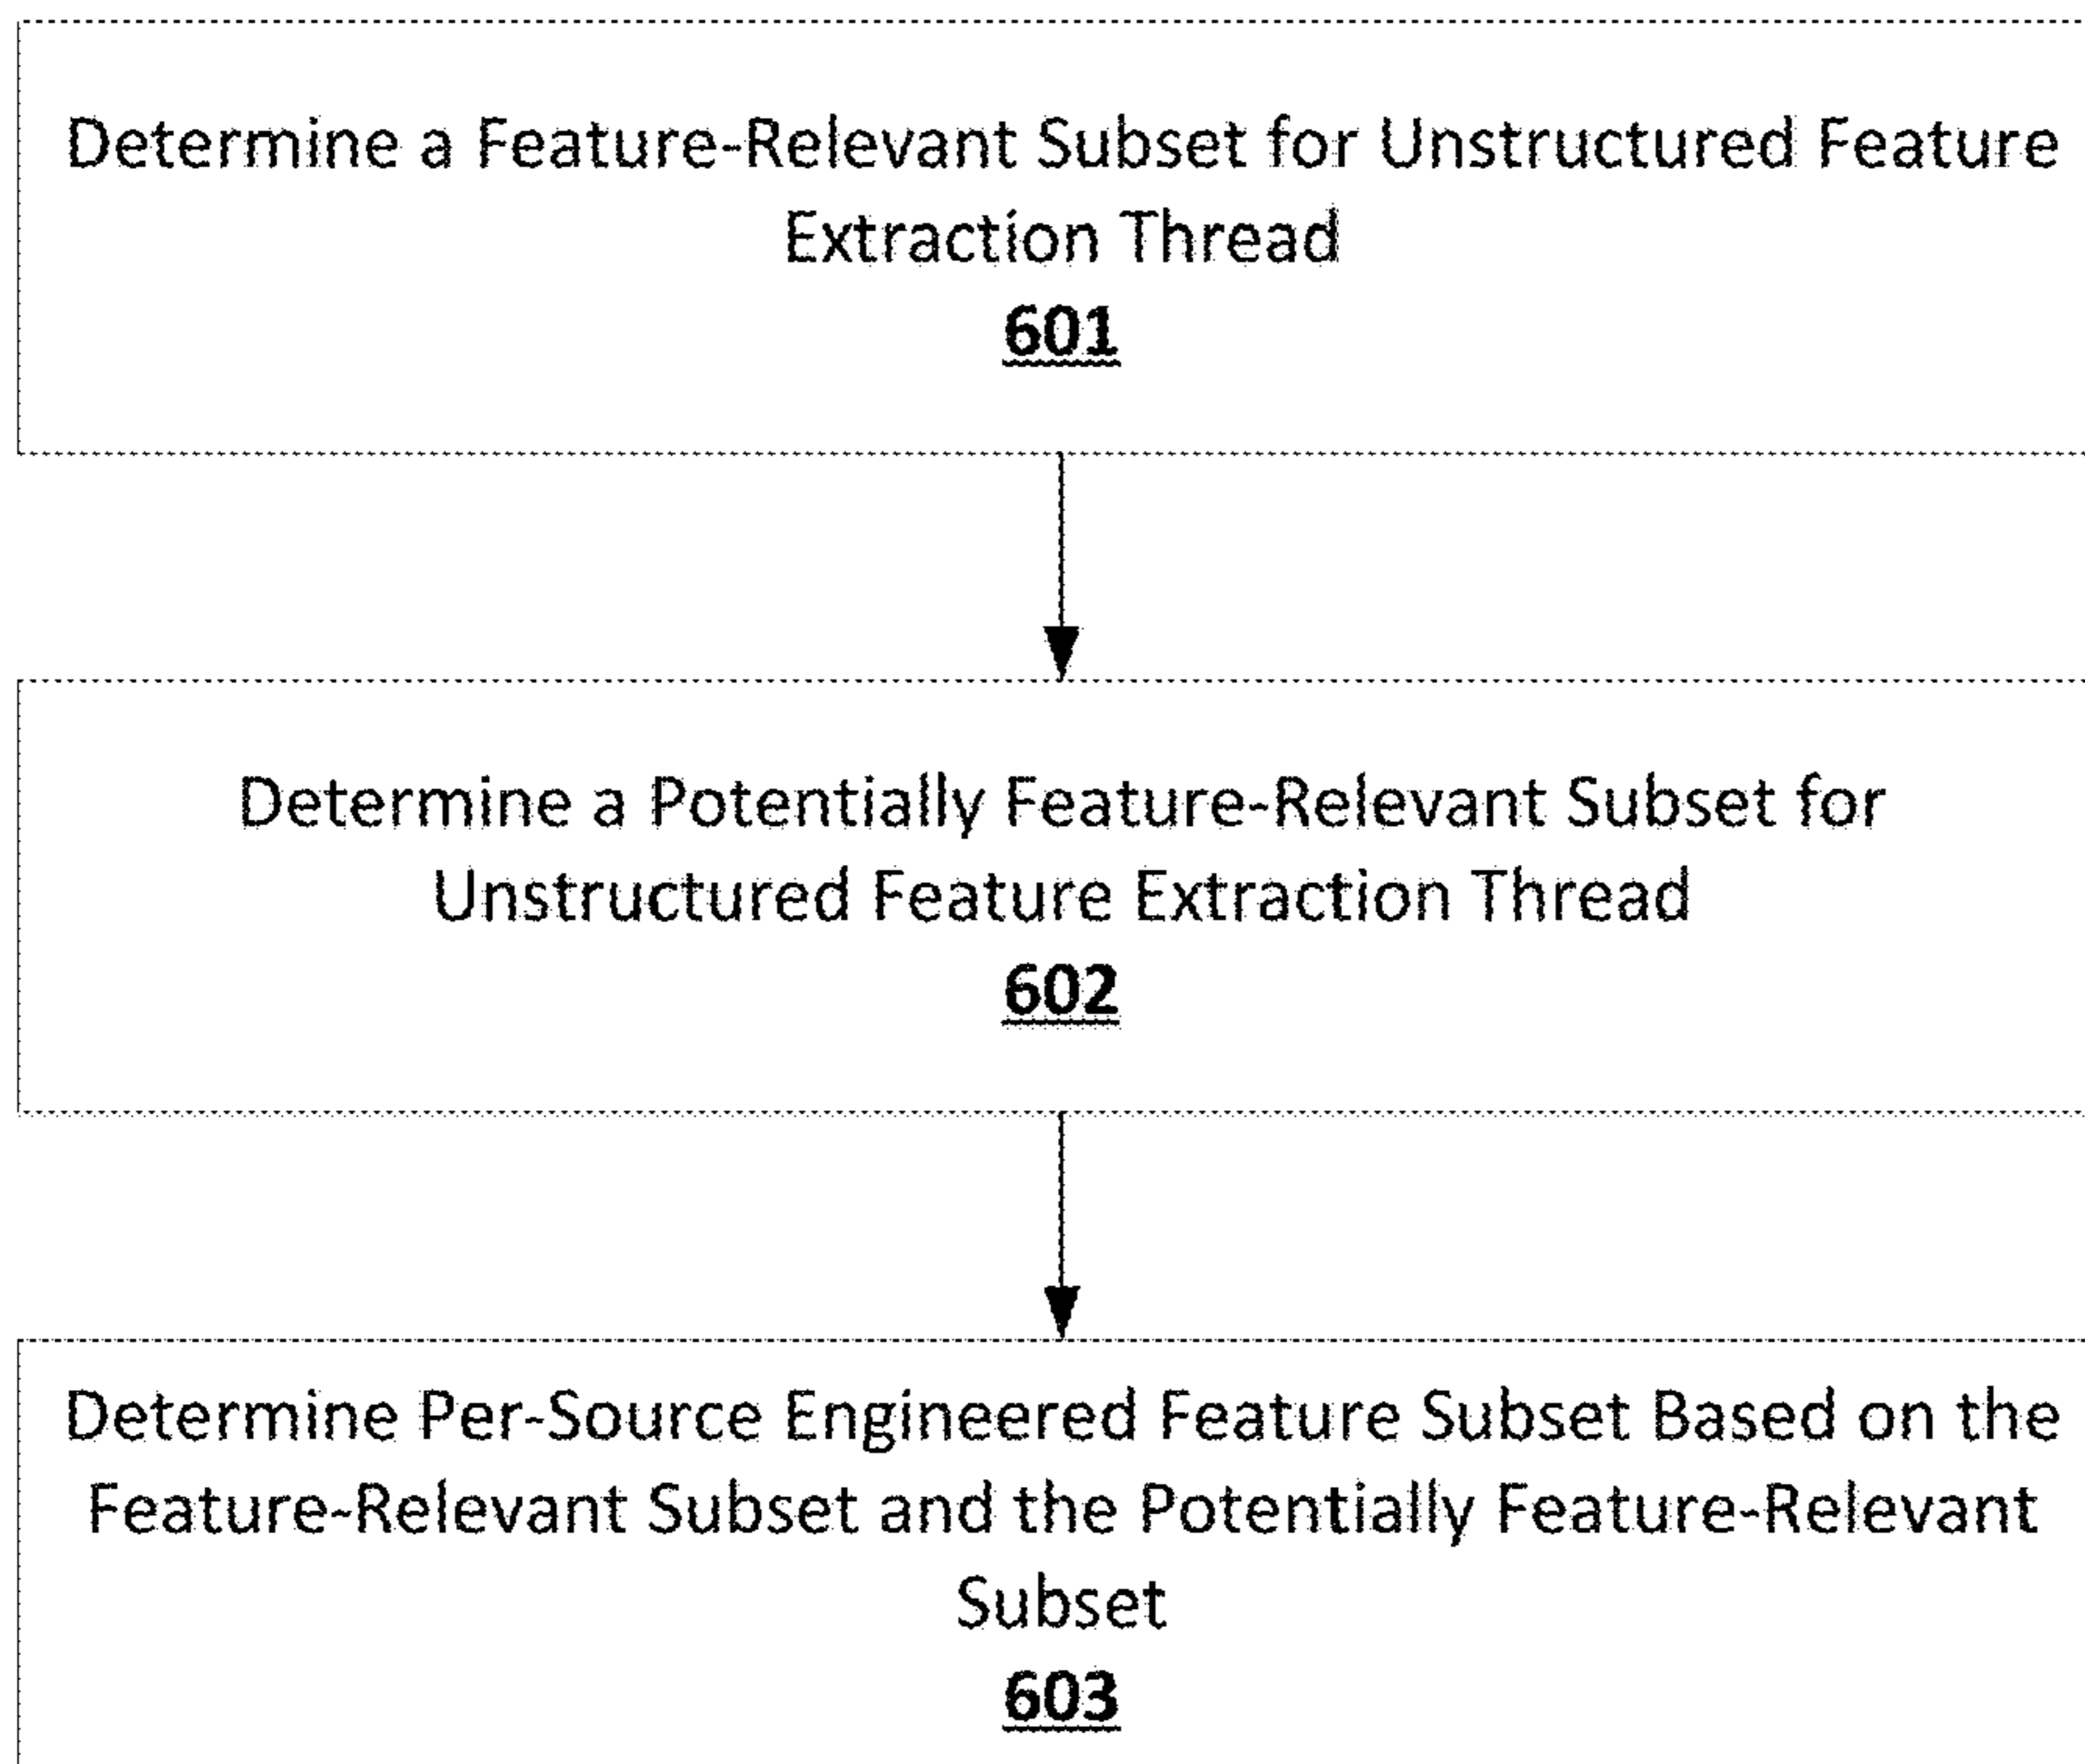 Determine a Feature-Relevant Subset for Unstructured Feature
Extraction Thread
601
Determine a Potentially Feature-Relevant Subset for
Unstructured Feature Extraction Thread
602
Determine Per-Source Engineered Feature Subset Based on the
Feature-Relevant Subset and the Potentially Feature-Relevant
Subset
603